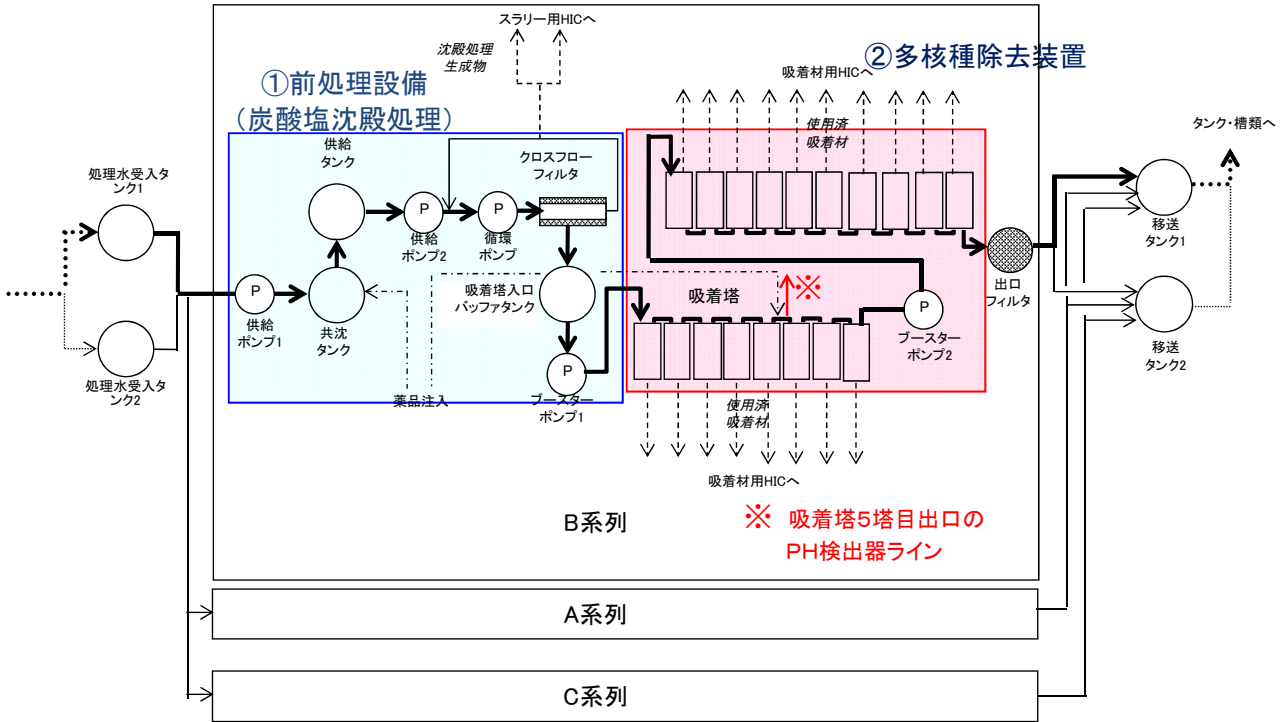 スラリー用HICへ
沈殿処理
生成物
①前処理設備
(炭酸塩沈殿処理)
②多核種除去装置
吸着材用HICへ
使用済
吸着材
タンク・槽類へ
供給
タンク
クロスフロー
フィルタ
処理水受入タ
ンク1
P
供給
ポンプ2
P
循環
ポンプ
移送
タンク1
P
供給
ポンプ1
共沈
タンク
吸着塔入口
バッファタンク
吸着塔
※
P
ブースター
ポンプ2
出口
フィルタ
処理水受入タ
ンク2
薬品注入
P
ブースター
ポンプ1
移送
タンク2
使用済
吸着材
吸着材用HICへ
B系列
※ 吸着塔5塔目出口の
PH検出器ライン
A系列
C系列